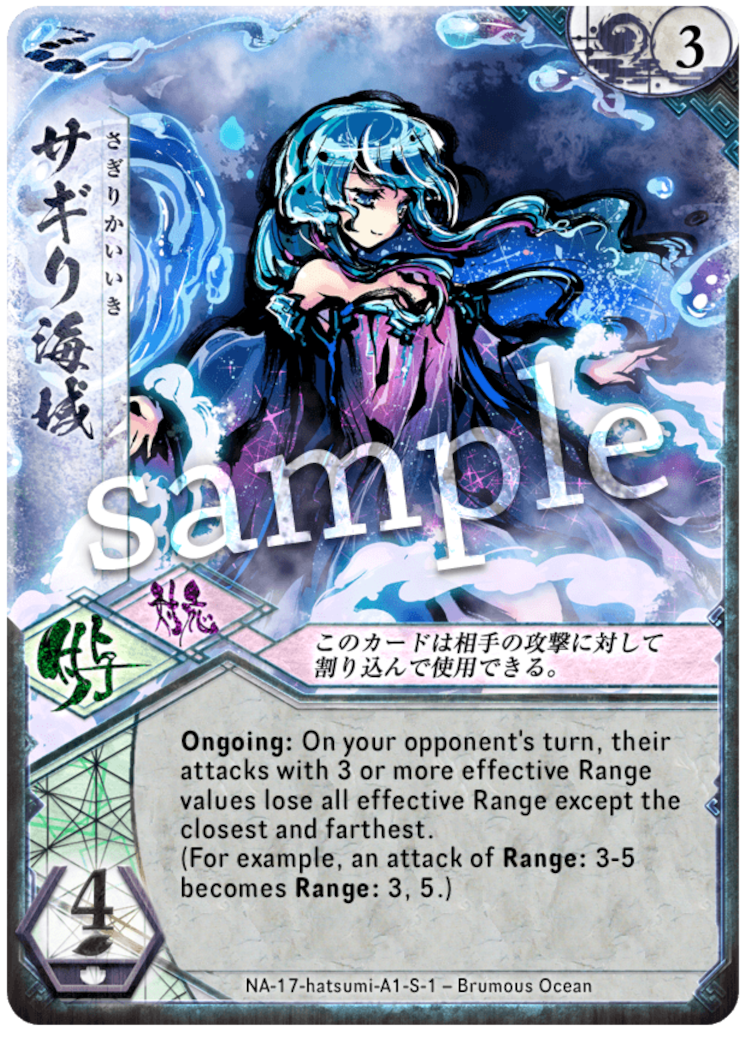 3
サギリ海域
さぎりかいいき
sample
対応
付与
このカードは相手の攻撃に対して
割り込んで使用できる。
Ongoing: On your opponent's turn, their
attacks with 3 or more effective Range
values lose all effective Range except the
closest and farthest.
(For example, an attack of Range: 3-5
becomes Range: 3, 5.)
4
NA-17-hatsumi-A1-S-1 – Brumous Ocean